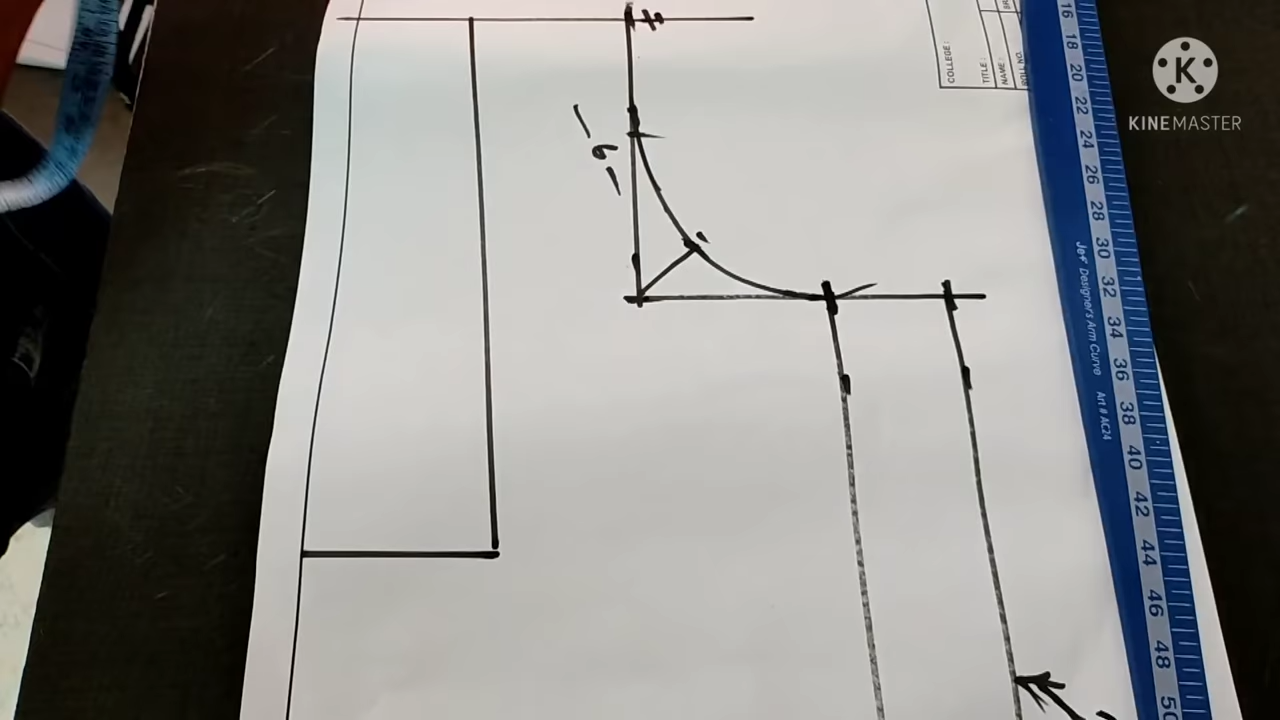 COLLEGE :
TITLE :
NAME :
ROLL NO.
K
KINEMASTER
16
18
20
22
24
26
28
30
32
34
36
38
40
42
44
46
48
50
Jef Designer's Arm Curve Art # AC24